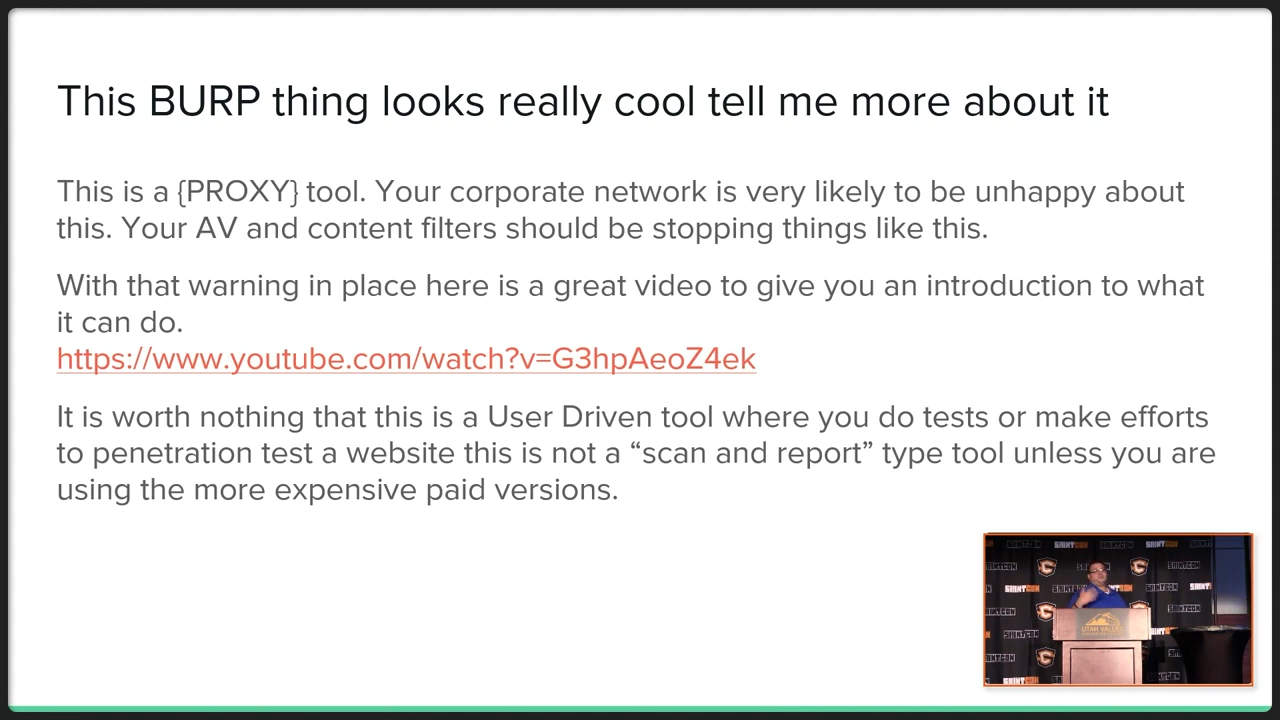 This BURP thing looks really cool tell me more about it
This is a {PROXY} tool. Your corporate network is very likely to be unhappy about
this. Your AV and content filters should be stopping things like this.
With that warning in place here is a great video to give you an introduction to what
it can do.
https://www.youtube.com/watch?v=G3hpAeoZ4ek
It is worth nothing that this is a User Driven tool where you do tests or make efforts
to penetration test a website this is not a “scan and report” type tool unless you are
using the more expensive paid versions.
SAINTCON
UTAH VALLEY